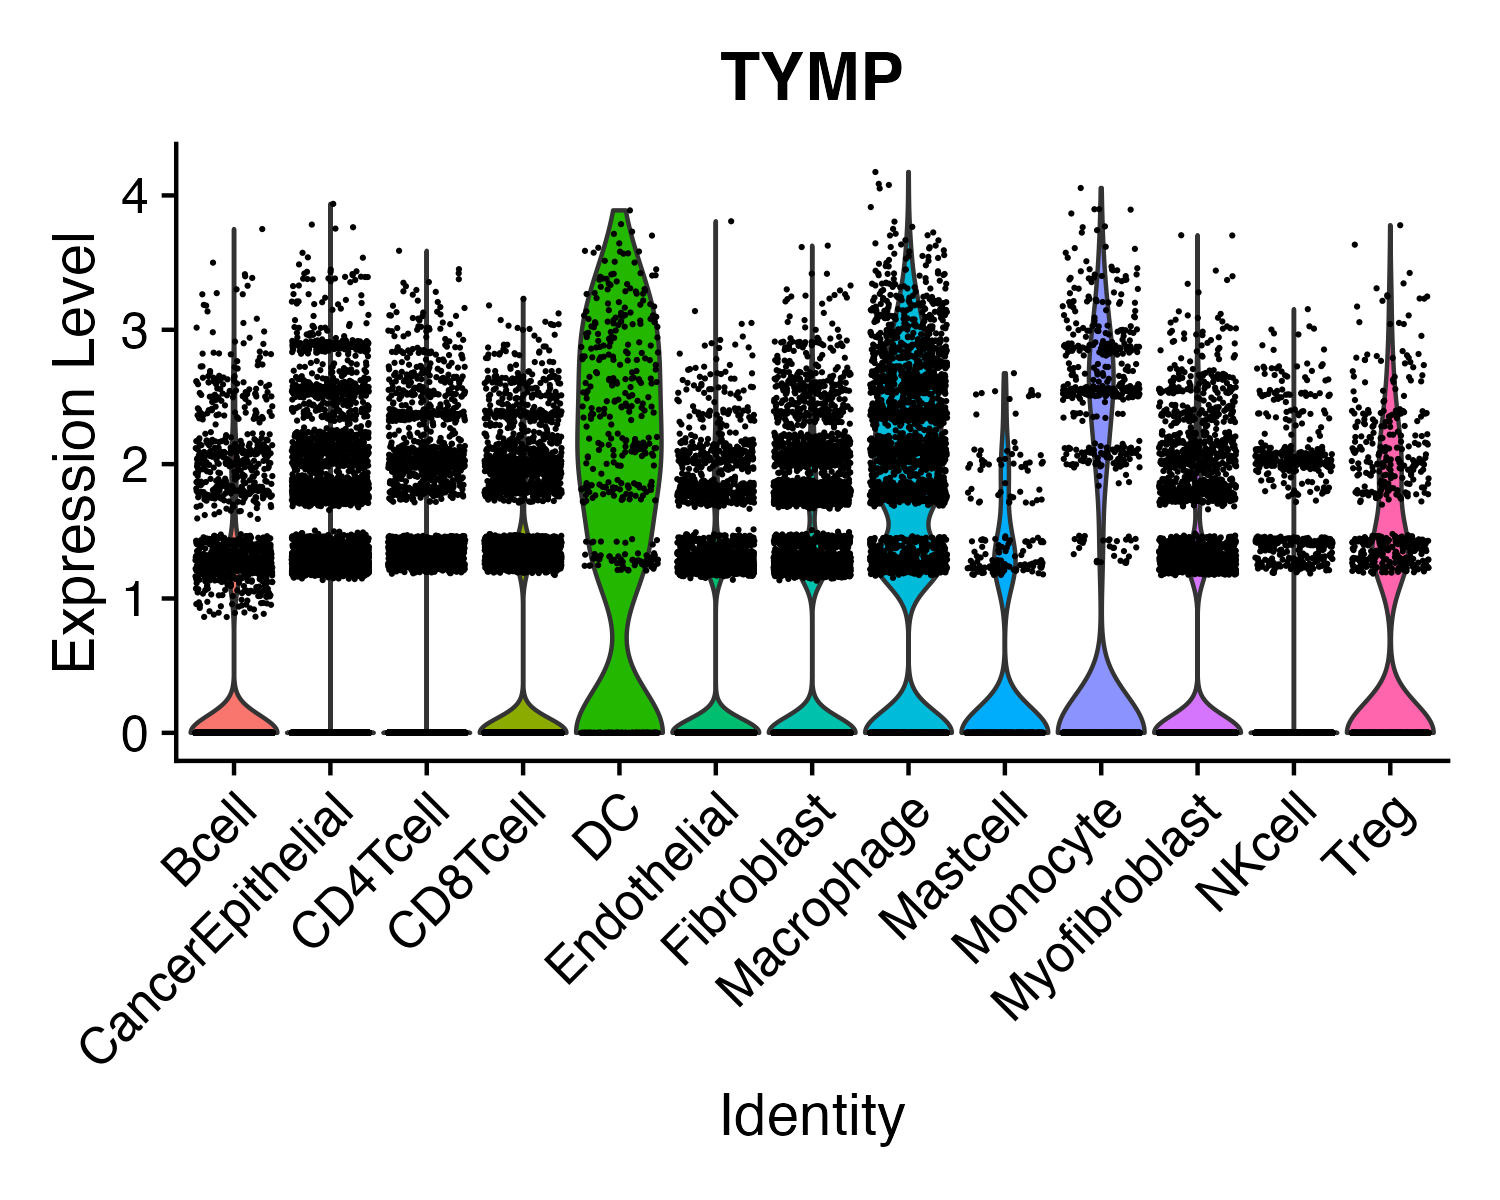 TYMP
Expression Level
4
3
2
1
0
Bcell
CancerEpithelial
CD4Tcell
CD8Tcell
DC
Endothelial
Fibroblast
Macrophage
Mastcell
Monocyte
Myofibroblast
NKcell
Treg
Identity